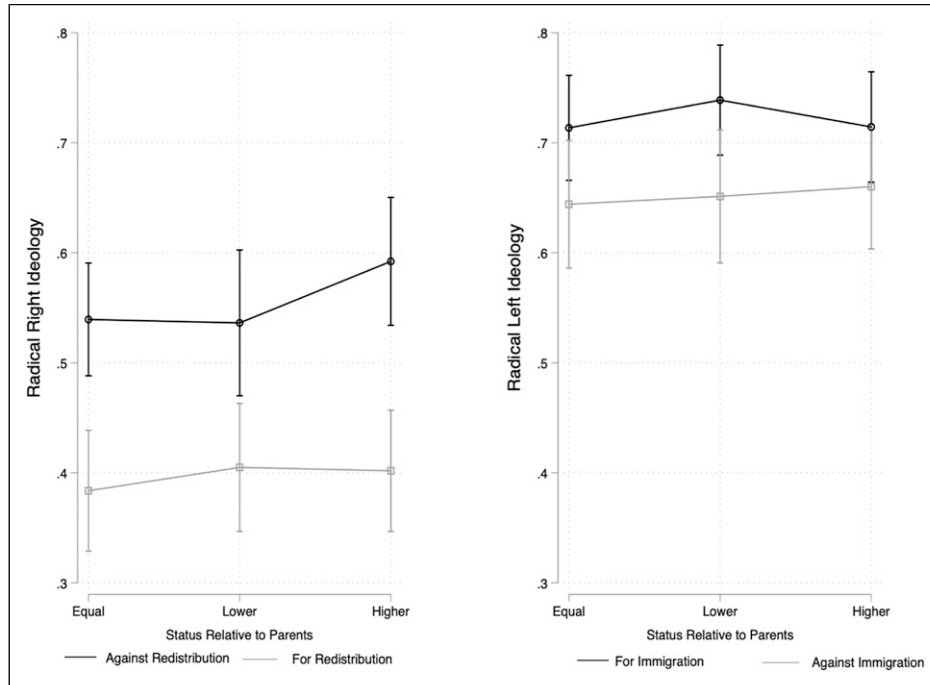 Radical Right Ideology
.8
.7
.6
.5
.4
.3
Equal
Lower
Higher
Status Relative to Parents
Against Redistribution
For Redistribution
Radical Left Ideology
.8
.7
.6
.5
.4
.3
Equal
Lower
Higher
Status Relative to Parents
For Immigration
Against Immigration